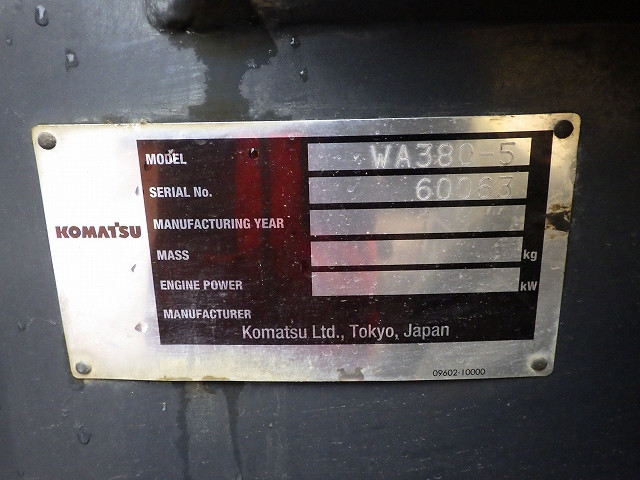 MODEL WA380-5
SERIAL No. 60063
MANUFACTURING YEAR
KOMATSU
MASS kg
ENGINE POWER kW
MANUFACTURER
Komatsu Ltd., Tokyo, Japan
09602-10000